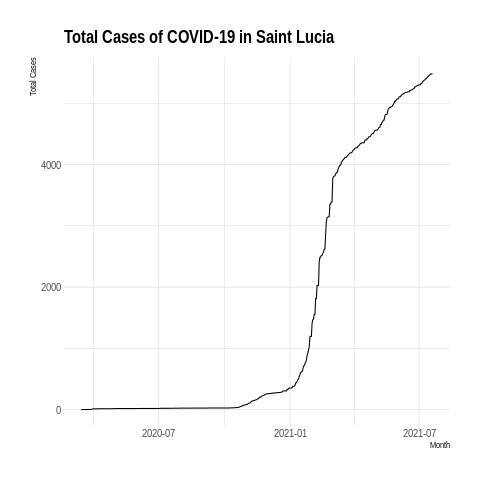 Total Cases of COVID-19 in Saint Lucia
Total Cases
4000
2000
0
2020-07
2021-01
2021-07
Month